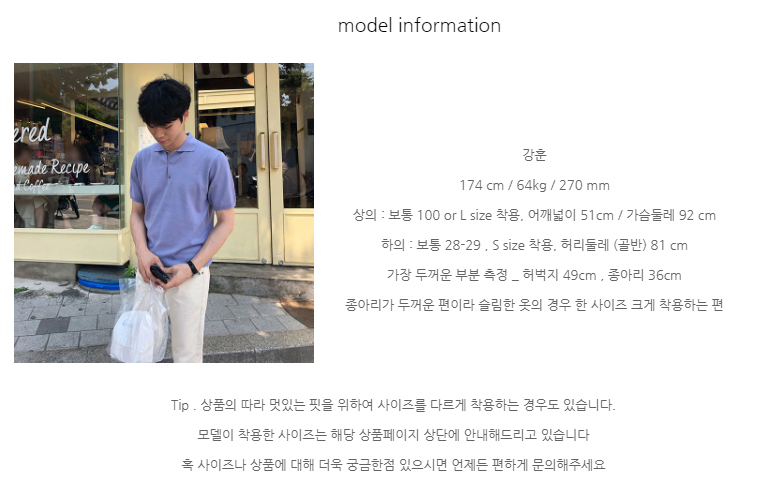 model information
ered
emade Recipe
d Coffee
강훈
174 cm / 64kg / 270 mm
상의 : 보통 100 or L size 착용, 어깨넓이 51cm / 가슴둘레 92 cm
하의 : 보통 28-29 , S size 착용, 허리둘레 (골반) 81 cm
가장 두꺼운 부분 측정 _ 허벅지 49cm , 종아리 36cm
종아리가 두꺼운 편이라 슬림한 옷의 경우 한 사이즈 크게 착용하는 편
Tip . 상품의 따라 멋있는 핏을 위하여 사이즈를 다르게 착용하는 경우도 있습니다.
모델이 착용한 사이즈는 해당 상품페이지 상단에 안내해드리고 있습니다
혹 사이즈나 상품에 대해 더욱 궁금한점 있으시면 언제든 편하게 문의해주세요